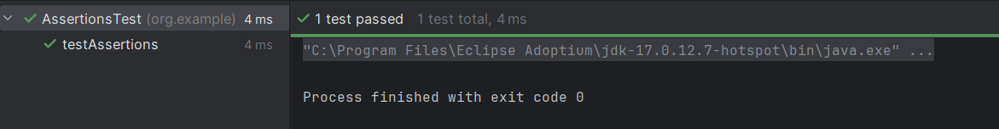 AssertionsTest (org.example) 4 ms
testAssertions 4 ms
1 test passed 1 test total, 4 ms
"C:\Program Files\Eclipse Adoptium\jdk-17.0.12.7-hotspot\bin\java.exe" ...
Process finished with exit code 0